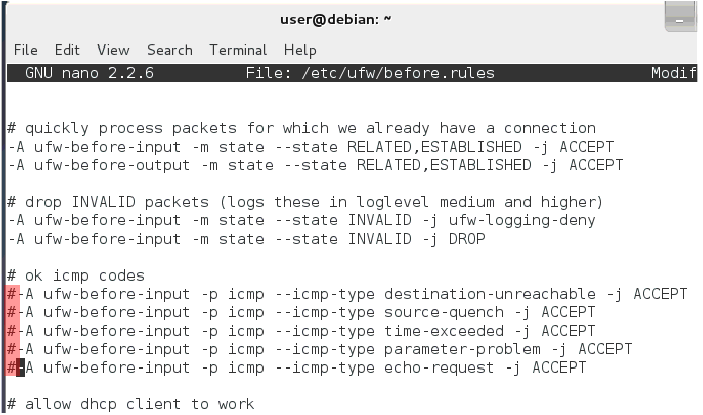 user@debian: ~
File Edit View Search Terminal Help
GNU nano 2.2.6 File: /etc/ufw/before.rules Modif
# quickly process packets for which we already have a connection
-A ufw-before-input -m state --state RELATED,ESTABLISHED -j ACCEPT
-A ufw-before-output -m state --state RELATED,ESTABLISHED -j ACCEPT
# drop INVALID packets (logs these in loglevel medium and higher)
-A ufw-before-input -m state --state INVALID -j ufw-logging-deny
-A ufw-before-input -m state --state INVALID -j DROP
# ok icmp codes
#-A ufw-before-input -p icmp --icmp-type destination-unreachable -j ACCEPT
#-A ufw-before-input -p icmp --icmp-type source-quench -j ACCEPT
#-A ufw-before-input -p icmp --icmp-type time-exceeded -j ACCEPT
#-A ufw-before-input -p icmp --icmp-type parameter-problem -j ACCEPT
#-A ufw-before-input -p icmp --icmp-type echo-request -j ACCEPT
# allow dhcp client to work